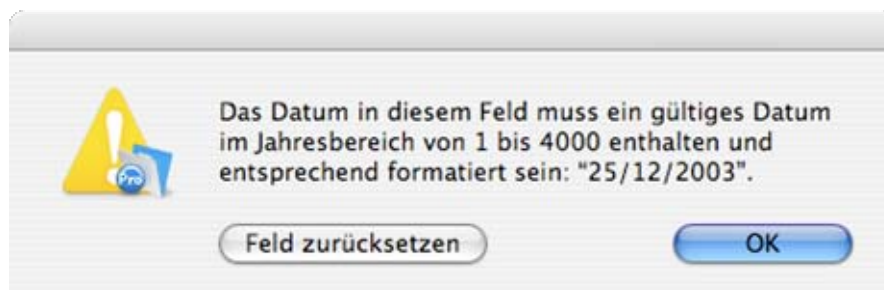 Das Datum in diesem Feld muss ein gültiges Datum
im Jahresbereich von 1 bis 4000 enthalten und
entsprechend formatiert sein: "25/12/2003".
Pro
Feld zurücksetzen
OK